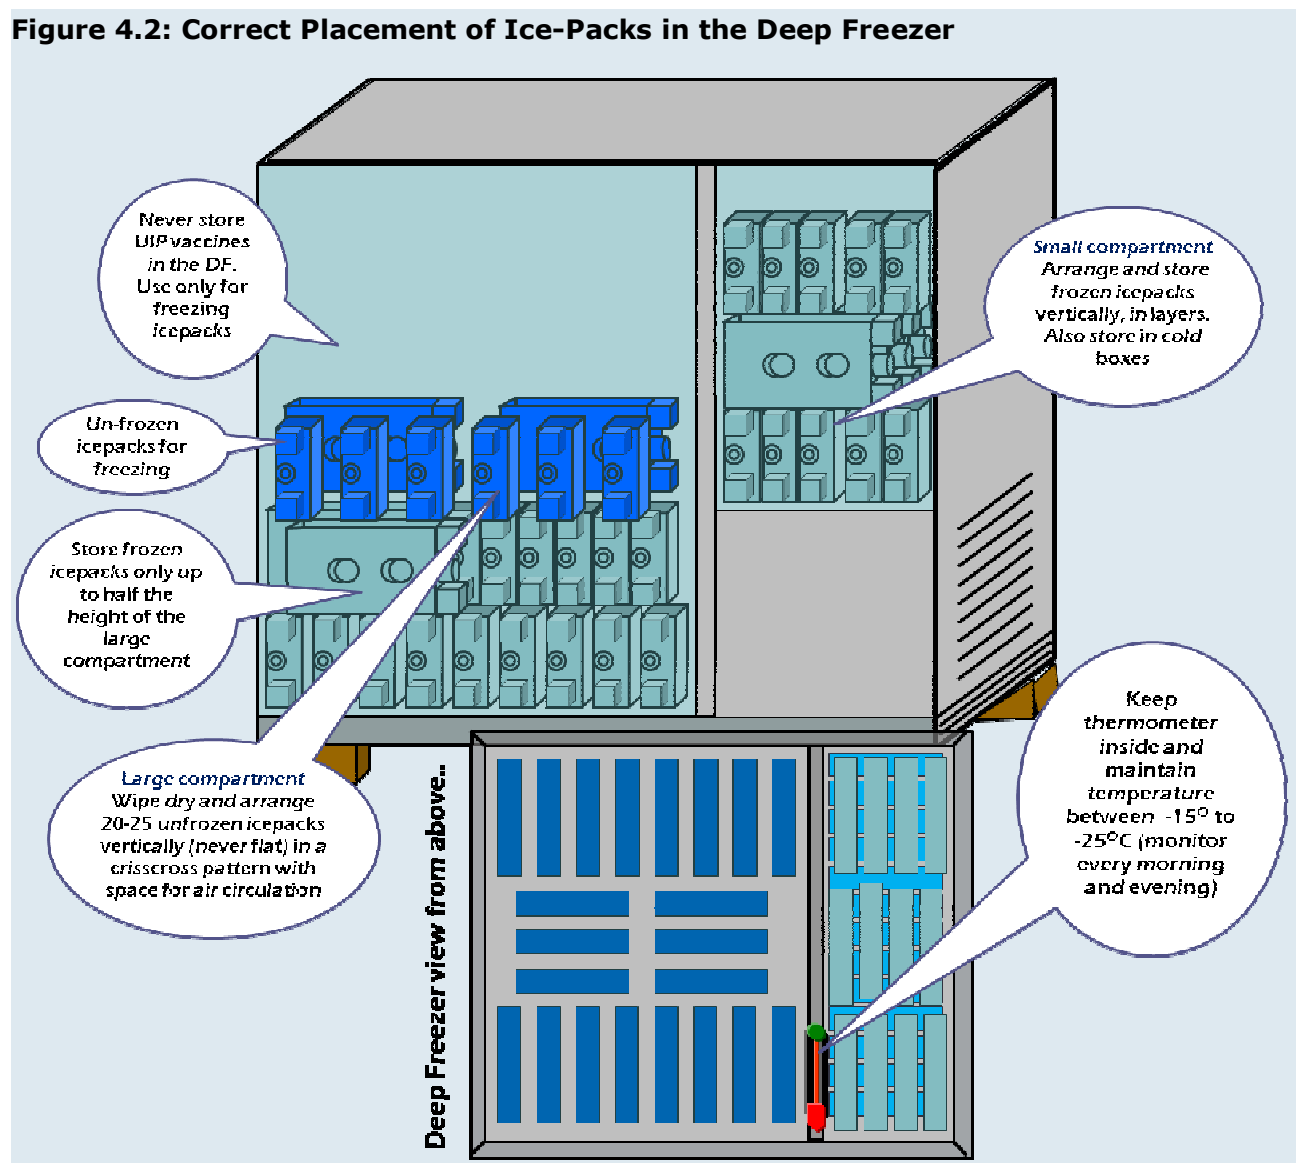 Figure 4.2: Correct Placement of Ice-Packs in the Deep Freezer
Never store
UIP vaccines
in the DF.
Use only for
freezing
icepacks
Small compartment
Arrange and store
frozen icepacks
vertically, in layers.
Also store in cold
boxes
Un-frozen
icepacks for
freezing
Store frozen
icepacks only up
to half the
height of the
large
compartment
Large compartment
Wipe dry and arrange
20-25 unfrozen icepacks
vertically (never flat) in a
crisscross pattern with
space for air circulation
Keep
thermometer
inside and
maintain
temperature
between -15° to
-25°C (monitor
every morning
and evening)
Deep Freezer view from above..